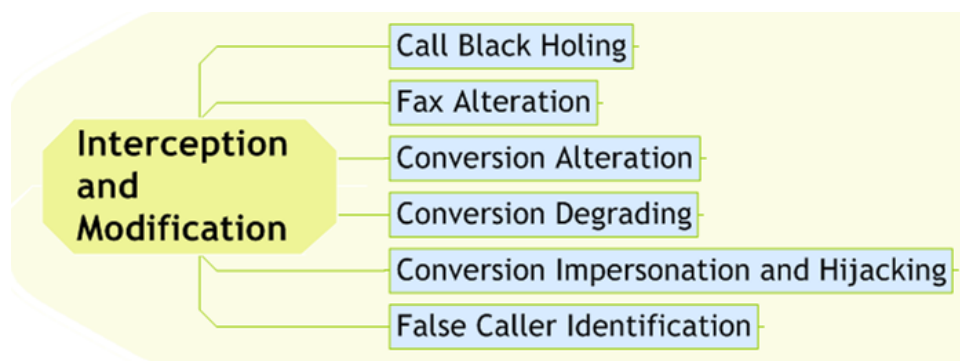 Interception
and
Modification
Call Black Holing
Fax Alteration
Conversion Alteration
Conversion Degrading
Conversion Impersonation and Hijacking
False Caller Identification